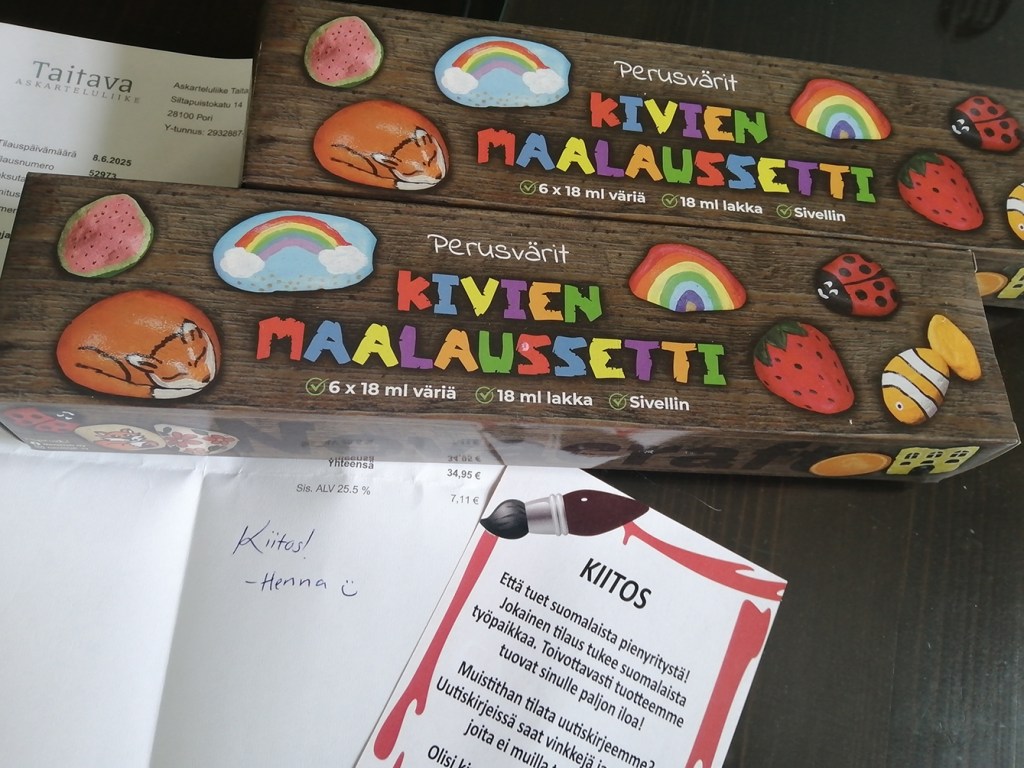 Taitava
ASKARTELULIIKE
Askarteluliike
Siltapuistokatu 14
28100 Pori
Y-tunnus: 2932887-
Tilauspäivämäärä 8.6.2025
52973
Perusvärit
KIVIEN
MAALAUSSETTI
6 x 18 ml väriä 18 ml lakka Sivellin
Perusvärit
KIVIEN
MAALAUSSETTI
6 x 18 ml väriä 18 ml lakka Sivellin
Yhteensä 34,95 €
Sis. ALV 25.5 % 7,11 €
Kiitos!
-Henna
KIITOS
Että tuet suomalaista pienyritystä!
Jokainen tilaus tukee suomalaista
työpaikkaa. Toivottavasti tuotteemme
tuovat sinulle paljon iloa!
Muistithan tilata uutiskirjeemme?
Uutiskirjeissä saat vinkkejä
joita ei muilla
Olisi